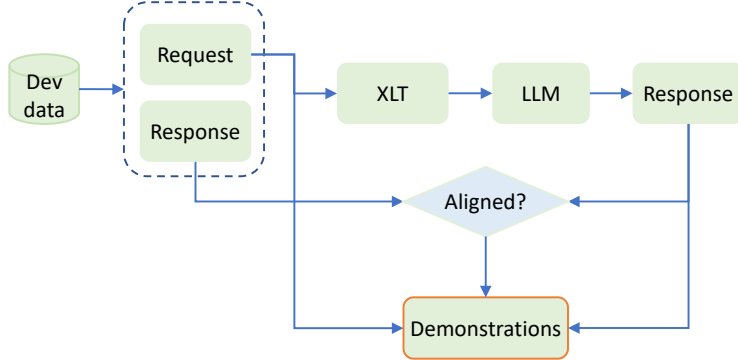 Dev
data
Request
Response
XLT
LLM
Response
Aligned?
Demonstrations